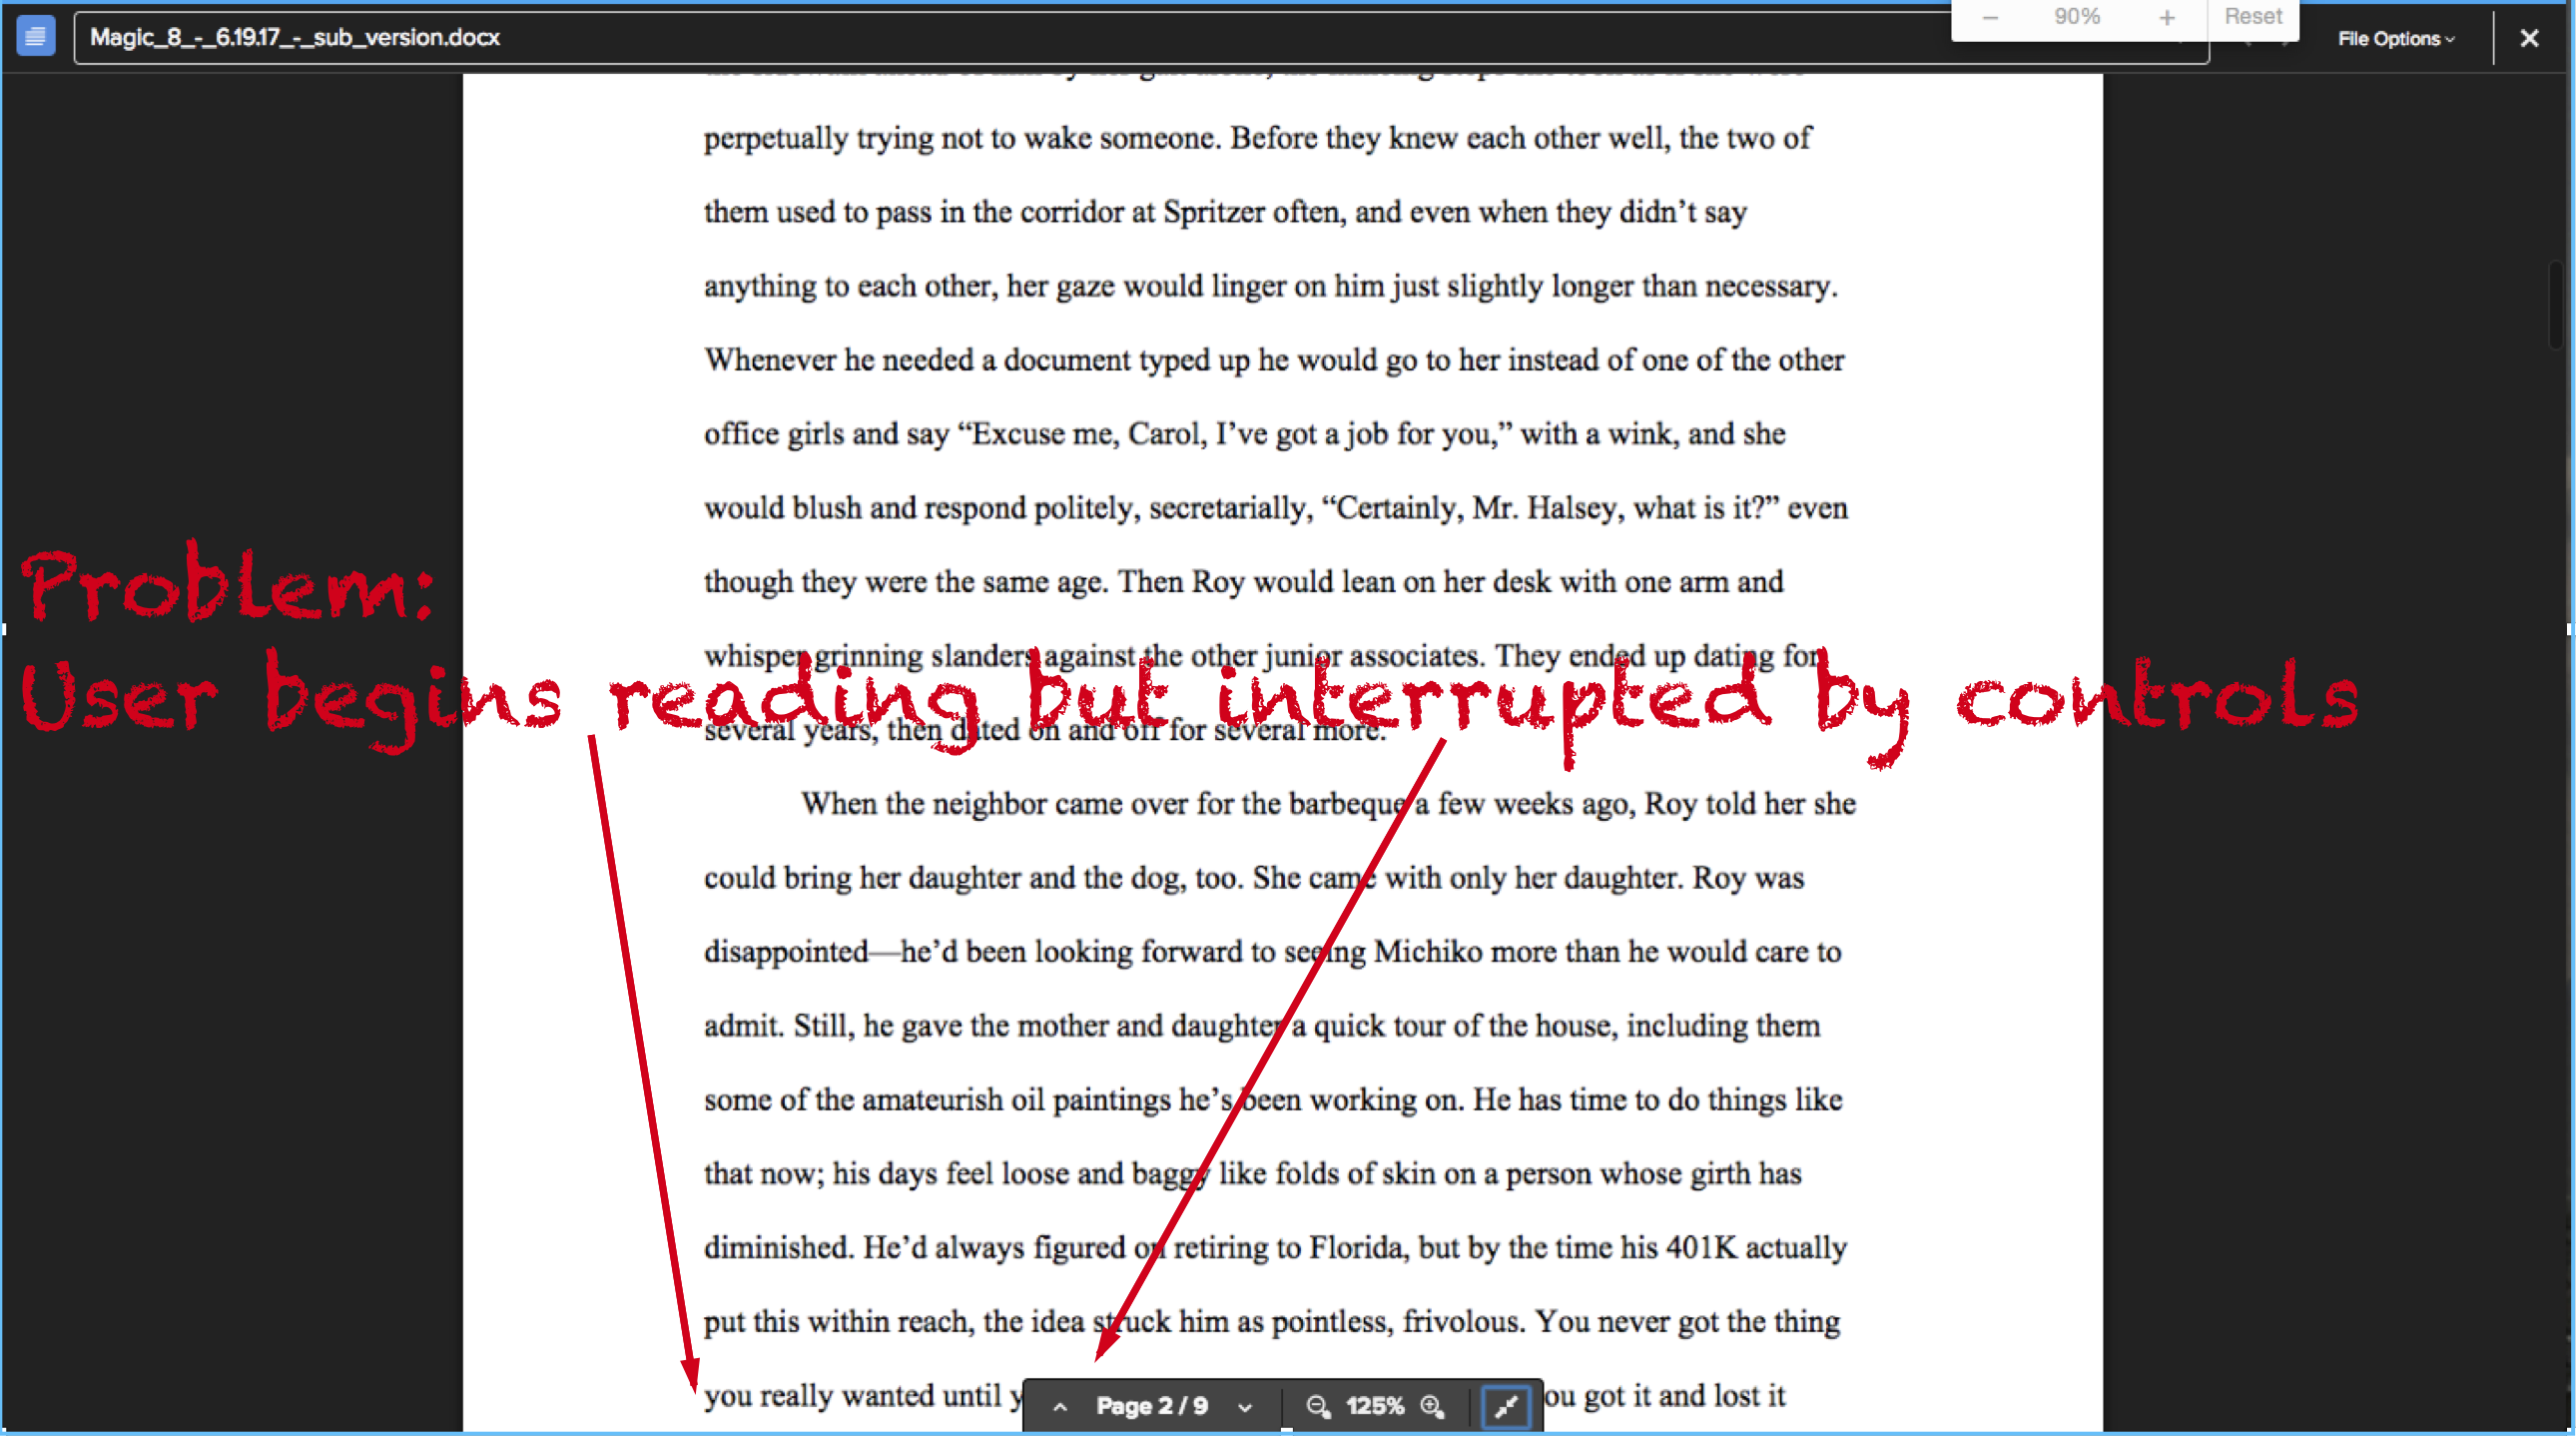 Magic_8_-_6.19.17_-_sub_version.docx
− 90% + Reset
File Options
perpetually trying not to wake someone. Before they knew each other well, the two of
them used to pass in the corridor at Spritzer often, and even when they didn’t say
anything to each other, her gaze would linger on him just slightly longer than necessary.
Whenever he needed a document typed up he would go to her instead of one of the other
office girls and say “Excuse me, Carol, I’ve got a job for you,” with a wink, and she
would blush and respond politely, secretarially, “Certainly, Mr. Halsey, what is it?” even
though they were the same age. Then Roy would lean on her desk with one arm and
Problem:
whisper grinning slanders against the other junior associates. They ended up dating for
User begins reading but interrupted by controls
several years, then dated on and off for several more.
When the neighbor came over for the barbeque a few weeks ago, Roy told her she
could bring her daughter and the dog, too. She came with only her daughter. Roy was
disappointed—he’d been looking forward to seeing Michiko more than he would care to
admit. Still, he gave the mother and daughter a quick tour of the house, including them
some of the amateurish oil paintings he’s been working on. He has time to do things like
that now; his days feel loose and baggy like folds of skin on a person whose girth has
diminished. He’d always figured on retiring to Florida, but by the time his 401K actually
put this within reach, the idea struck him as pointless, frivolous. You never got the thing
you really wanted until y ou got it and lost it
Page 2 / 9 125%